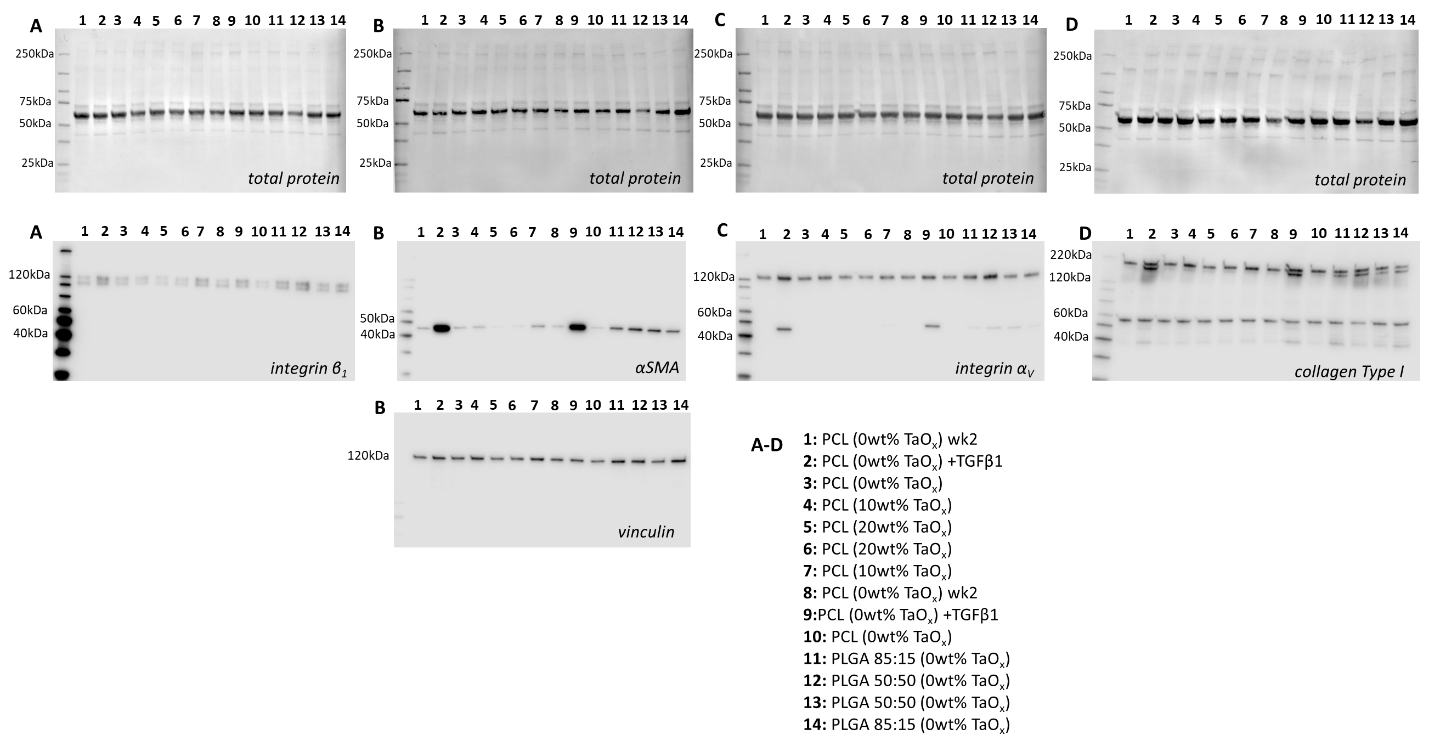 A 1 2 3 4 5 6 7 8 9 10 11 12 13 14
250kDa
75kDa
50kDa
25kDa
total protein
B 1 2 3 4 5 6 7 8 9 10 11 12 13 14
250kDa
75kDa
50kDa
25kDa
total protein
C 1 2 3 4 5 6 7 8 9 10 11 12 13 14
250kDa
75kDa
50kDa
25kDa
total protein
D 1 2 3 4 5 6 7 8 9 10 11 12 13 14
250kDa
75kDa
50kDa
25kDa
total protein
A 1 2 3 4 5 6 7 8 9 10 11 12 13 14
120kDa
60kDa
40kDa
integrin β₁
B 1 2 3 4 5 6 7 8 9 10 11 12 13 14
50kDa
40kDa
αSMA
C 1 2 3 4 5 6 7 8 9 10 11 12 13 14
120kDa
60kDa
40kDa
integrin αᵥ
D 1 2 3 4 5 6 7 8 9 10 11 12 13 14
220kDa
120kDa
60kDa
40kDa
collagen Type I
B 1 2 3 4 5 6 7 8 9 10 11 12 13 14
120kDa
vinculin
A-D
1: PCL (0wt% TaOₓ) wk2
2: PCL (0wt% TaOₓ) +TGFβ1
3: PCL (0wt% TaOₓ)
4: PCL (10wt% TaOₓ)
5: PCL (20wt% TaOₓ)
6: PCL (20wt% TaOₓ)
7: PCL (10wt% TaOₓ)
8: PCL (0wt% TaOₓ) wk2
9:PCL (0wt% TaOₓ) +TGFβ1
10: PCL (0wt% TaOₓ)
11: PLGA 85:15 (0wt% TaOₓ)
12: PLGA 50:50 (0wt% TaOₓ)
13: PLGA 50:50 (0wt% TaOₓ)
14: PLGA 85:15 (0wt% TaOₓ)